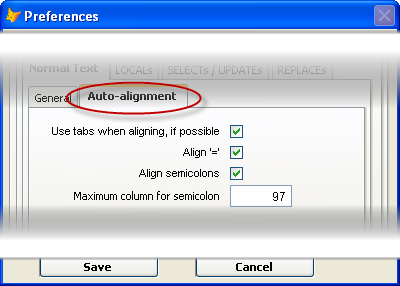 Preferences
Normal Text LOCALs SELECTs / UPDATEs REPLACEs
General Auto-alignment
Use tabs when aligning, if possible
Align '='
Align semicolons
Maximum column for semicolon 97
Save Cancel